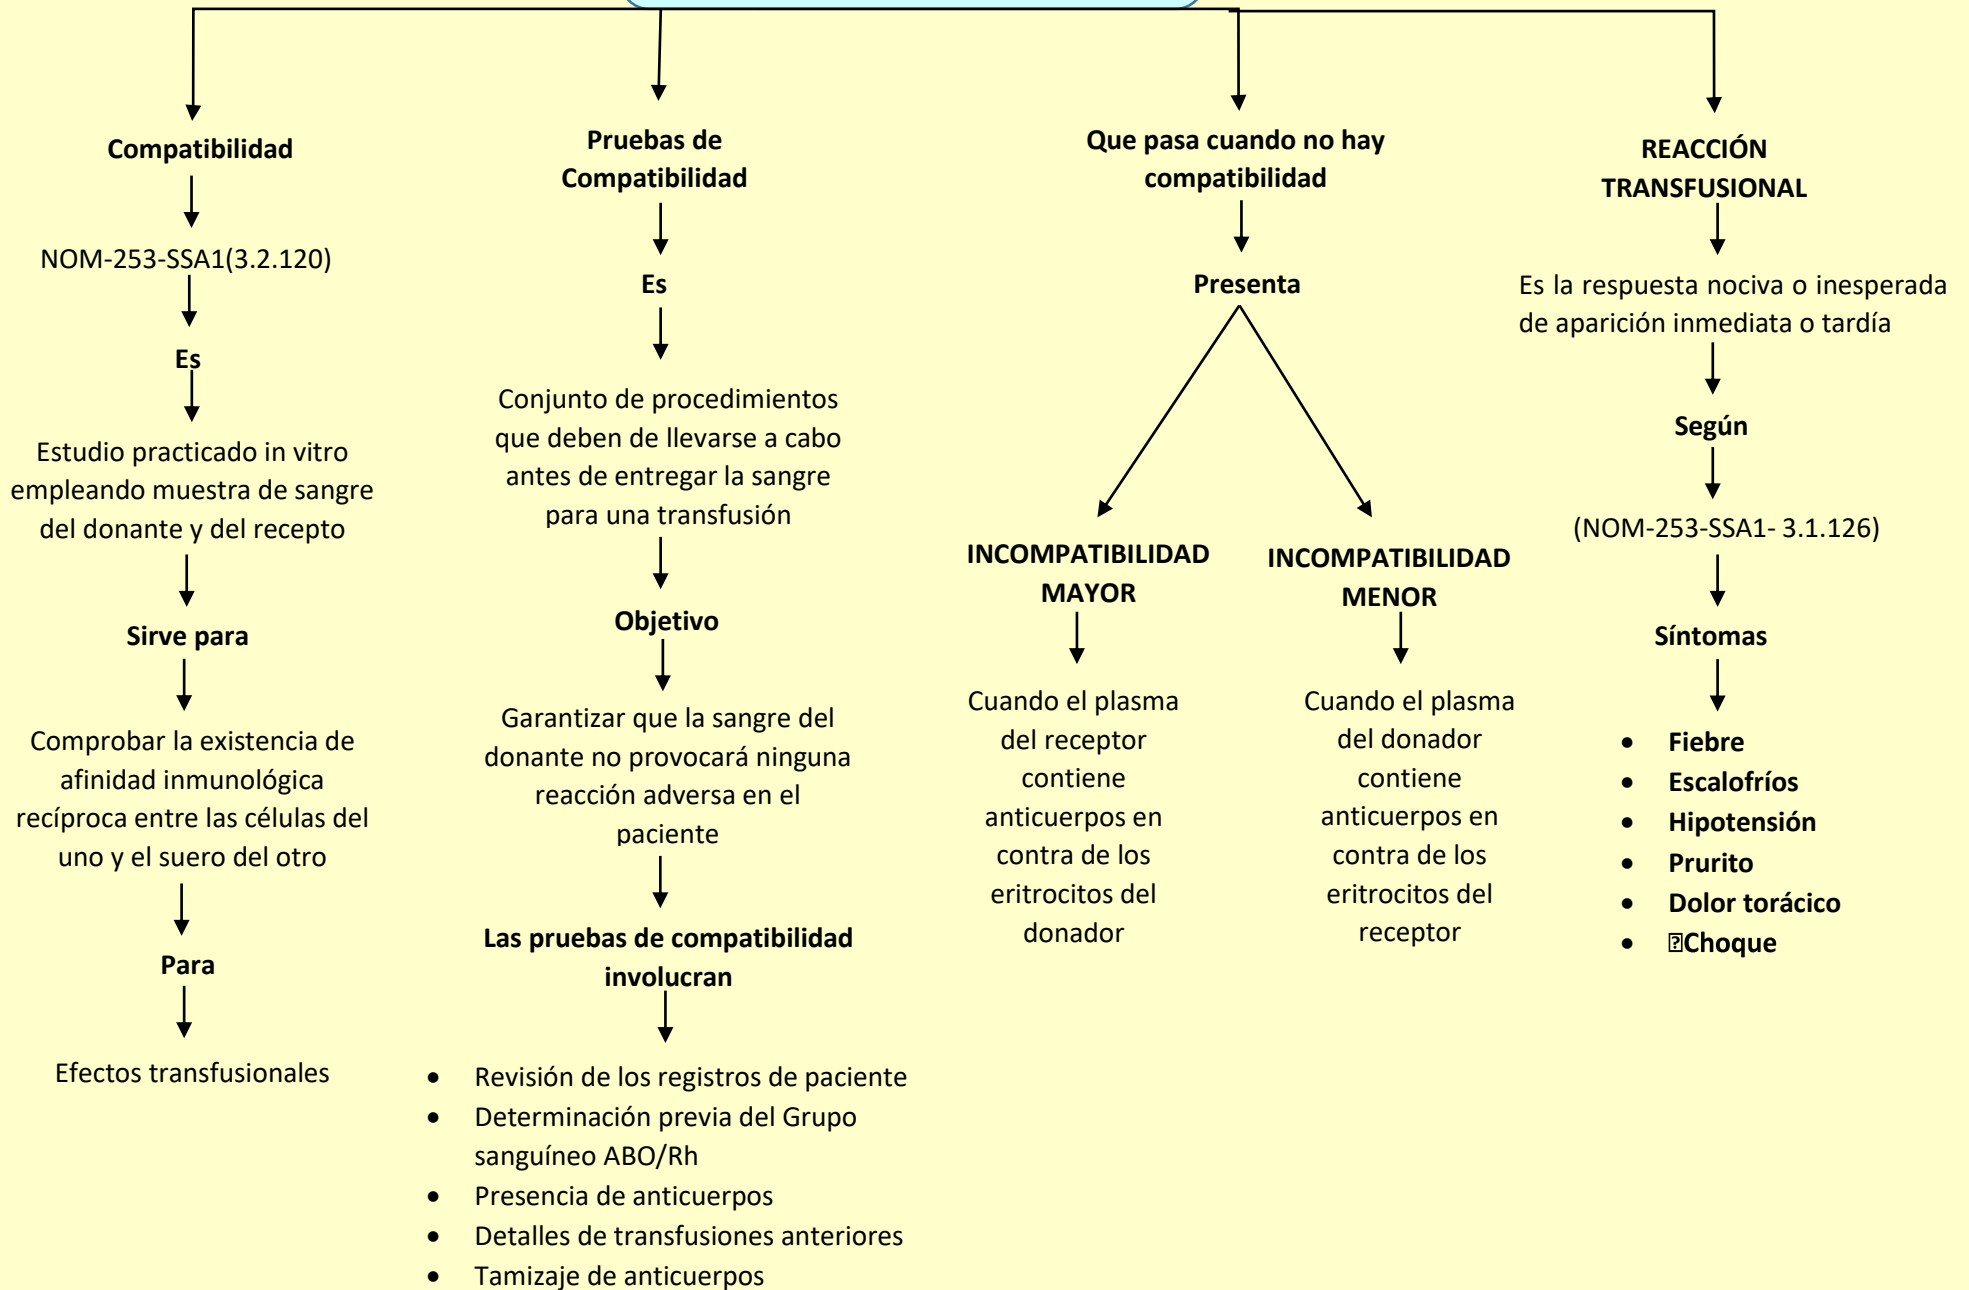 Compatibilidad
NOM-253-SSA1(3.2.120)
Es
Estudio practicado in vitro
empleando muestra de sangre
del donante y del recepto
Sirve para
Comprobar la existencia de
afinidad inmunológica
recíproca entre las células del
uno y el suero del otro
Para
Efectos transfusionales
Pruebas de
Compatibilidad
Es
Conjunto de procedimientos
que deben de llevarse a cabo
antes de entregar la sangre
para una transfusión
Objetivo
Garantizar que la sangre del
donante no provocará ninguna
reacción adversa en el
paciente
Las pruebas de compatibilidad
involucran
• Revisión de los registros de paciente
• Determinación previa del Grupo
sanguíneo ABO/Rh
• Presencia de anticuerpos
• Detalles de transfusiones anteriores
• Tamizaje de anticuerpos
Que pasa cuando no hay
compatibilidad
Presenta
INCOMPATIBILIDAD
MAYOR
Cuando el plasma
del receptor
contiene
anticuerpos en
contra de los
eritrocitos del
donador
INCOMPATIBILIDAD
MENOR
Cuando el plasma
del donador
contiene
anticuerpos en
contra de los
eritrocitos del
receptor
REACCIÓN
TRANSFUSIONAL
Es la respuesta nociva o inesperada
de aparición inmediata o tardía
Según
(NOM-253-SSA1- 3.1.126)
Síntomas
• Fiebre
• Escalofríos
• Hipotensión
• Prurito
• Dolor torácico
• Choque